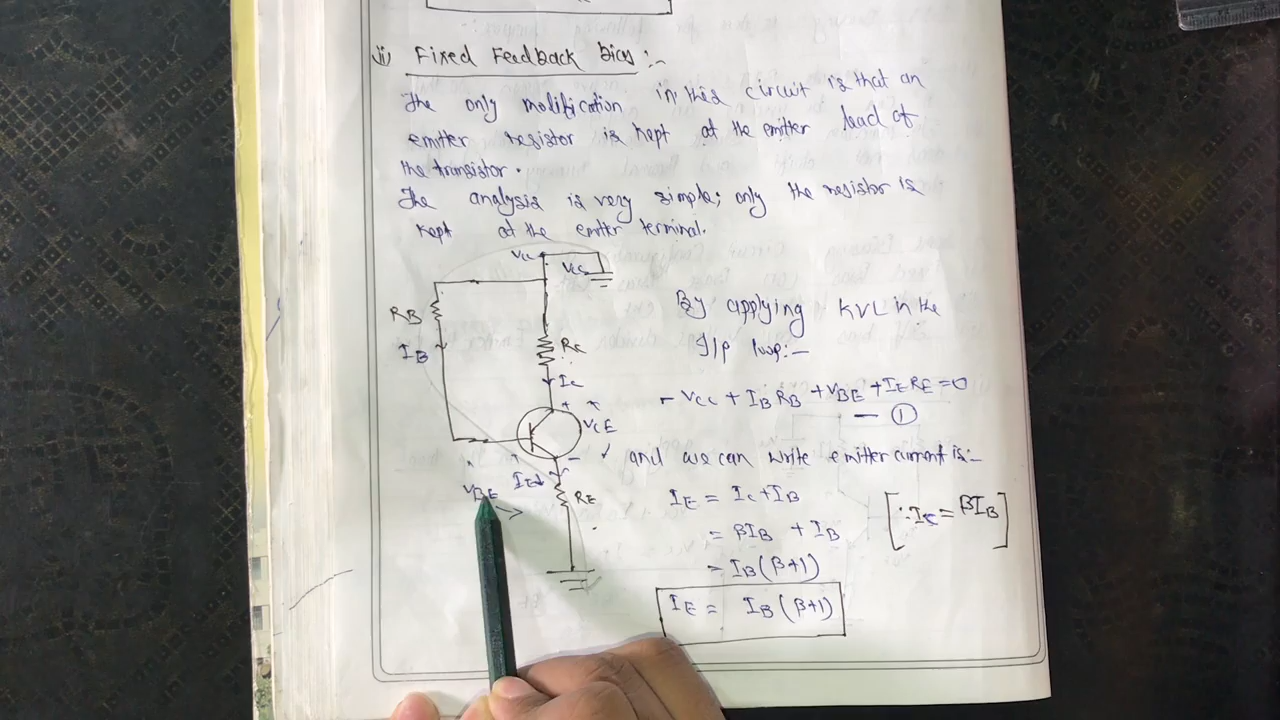 ii) Fixed Feedback bias :-
The only modification in this circuit is that an
emitter resistor is kept at the emitter lead of
the transistor.
The analysis is very simple; only the resistor is
kept at the emitter terminal.
VCC
VCC
RB
IB
RC
IC
+
VCE
-
VBE
IE
RE
By applying KVL in the
I/p loop:-
- VCC + IB RB + VBE + IE RE = 0
— ①
and we can write emitter current is:-
IE = IC + IB
= βIB + IB
= IB (β+1)
[∵ IC = βIB]
IE = IB (β+1)